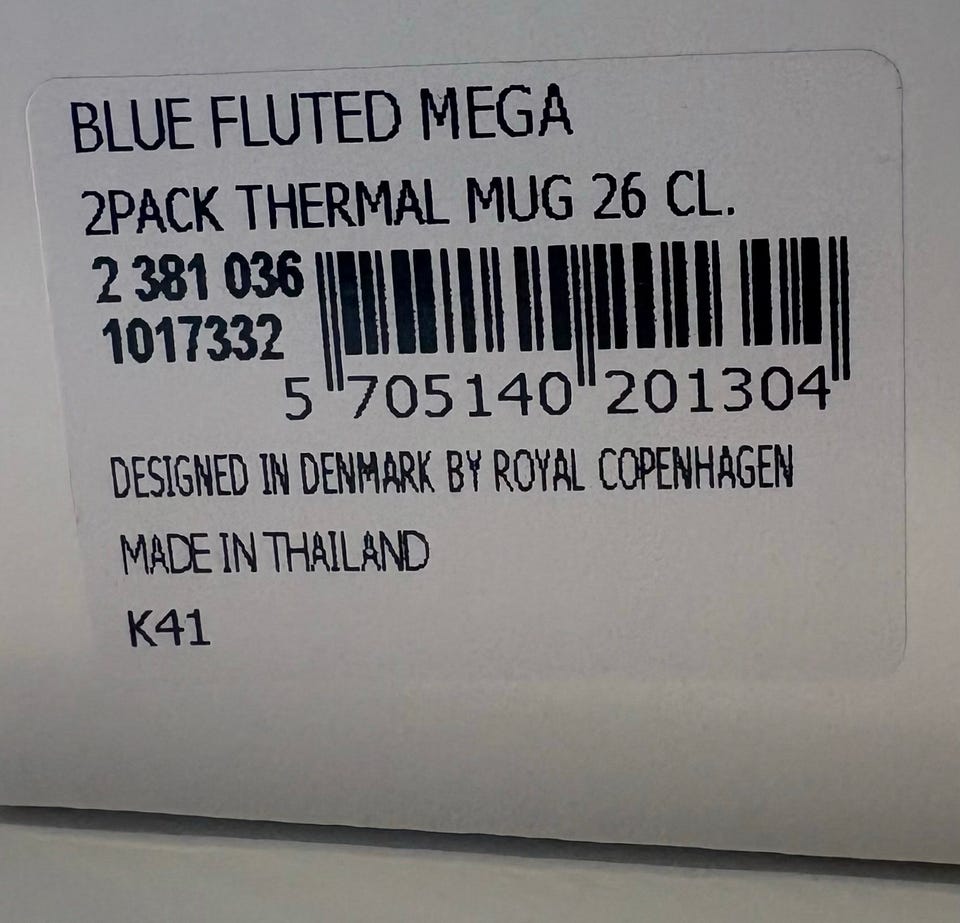 BLUE FLUTED MEGA
2PACK THERMAL MUG 26 CL.
2 381 036
1017332
5 705140 201304
DESIGNED IN DENMARK BY ROYAL COPENHAGEN
MADE IN THAILAND
K41